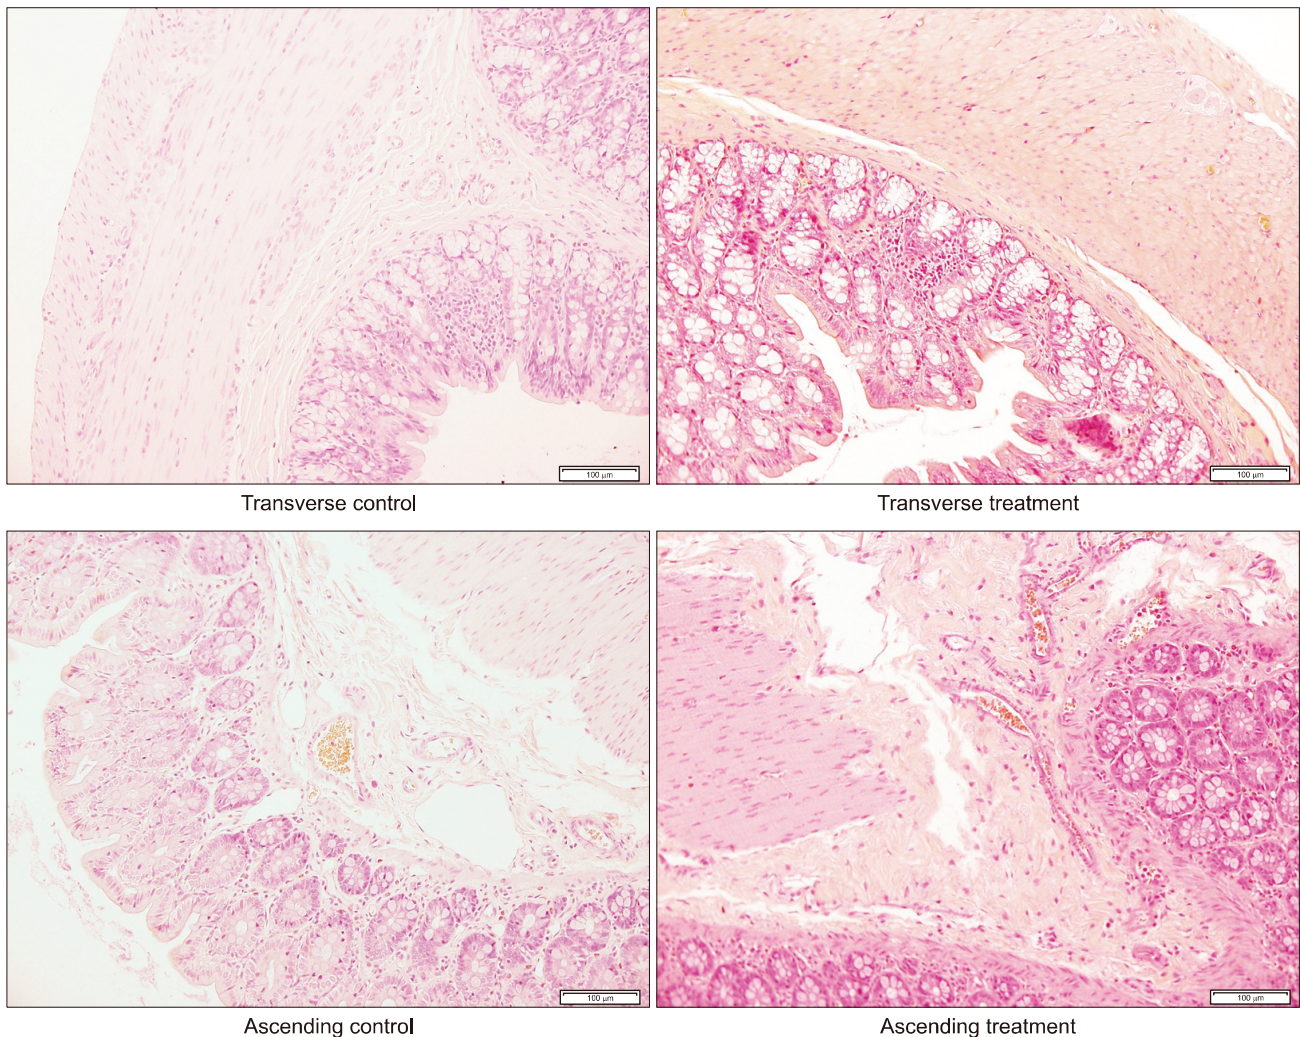 100 µm
100 µm
Transverse control
Transverse treatment
100 µm
100 µm
Ascending control
Ascending treatment